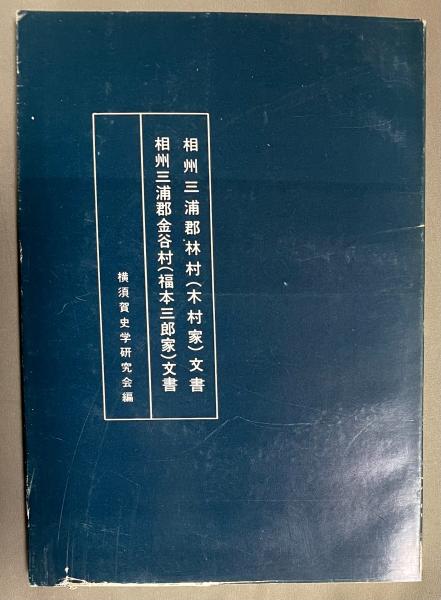 相州三浦郡林村(木村家)文書
相州三浦郡金谷村(福本三郎家)文書
横須賀史学研究会編